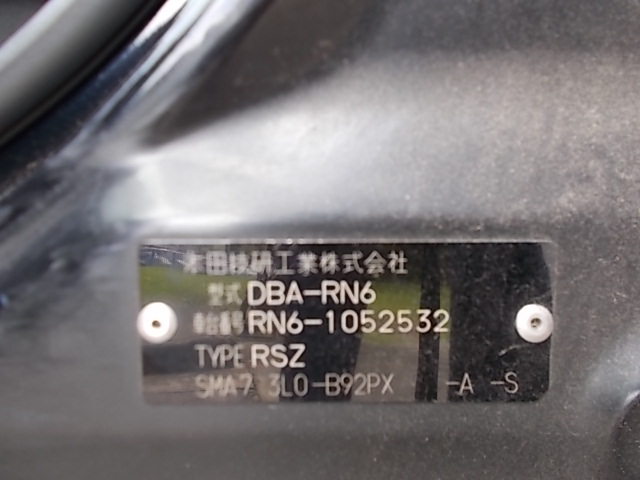 本田技研工業株式会社
型式 DBA-RN6
車台番号 RN6-1052532
TYPE RSZ
SMA7 3L0-B92PX -A -S